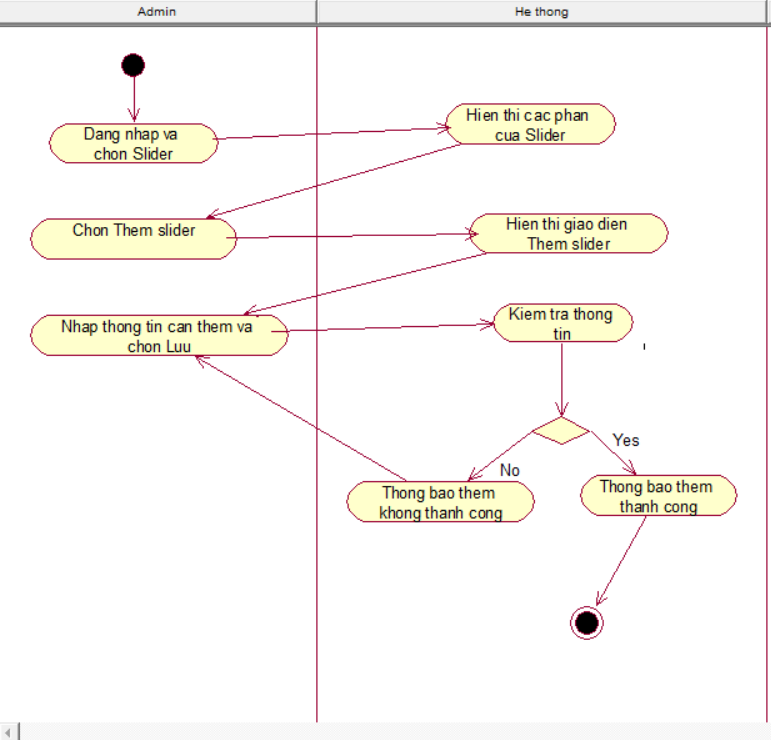 Admin
He thong
Dang nhap va
chon Slider
Hien thi cac phan
cua Slider
Chon Them slider
Hien thi giao dien
Them slider
Nhap thong tin can them va
chon Luu
Kiem tra thong
tin
Yes
No
Thong bao them
khong thanh cong
Thong bao them
thanh cong